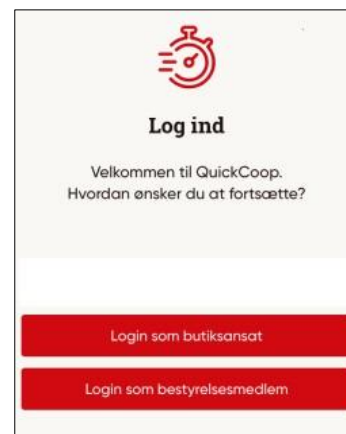 Log ind
Velkommen til QuickCoop.
Hvordan ønsker du at fortsætte?
Login som butiksansat
Login som bestyrelsesmedlem